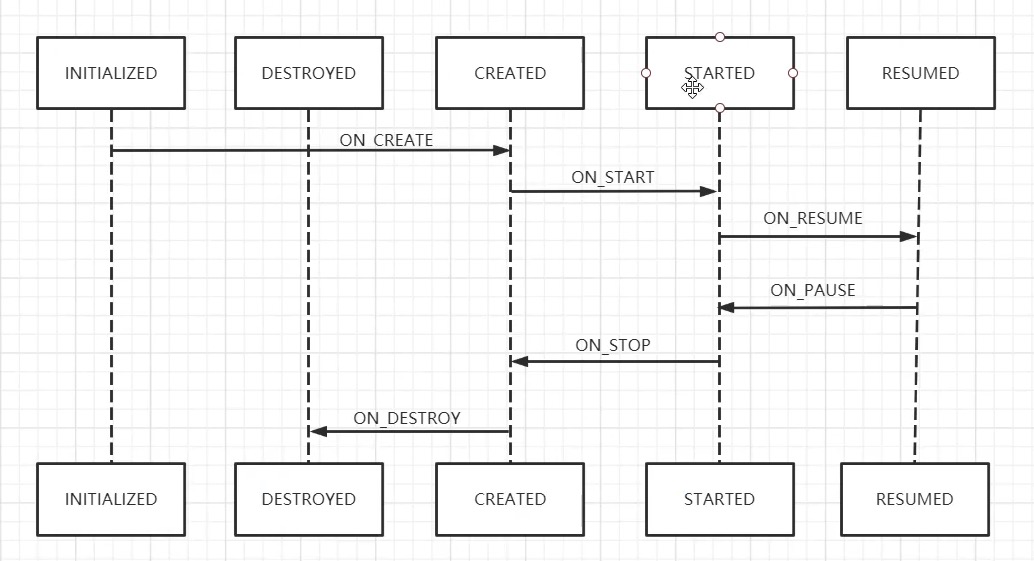 INITIALIZED
DESTROYED
CREATED
STARTED
RESUMED
ON_CREATE
ON_START
ON_RESUME
ON_PAUSE
ON_STOP
ON_DESTROY
INITIALIZED
DESTROYED
CREATED
STARTED
RESUMED